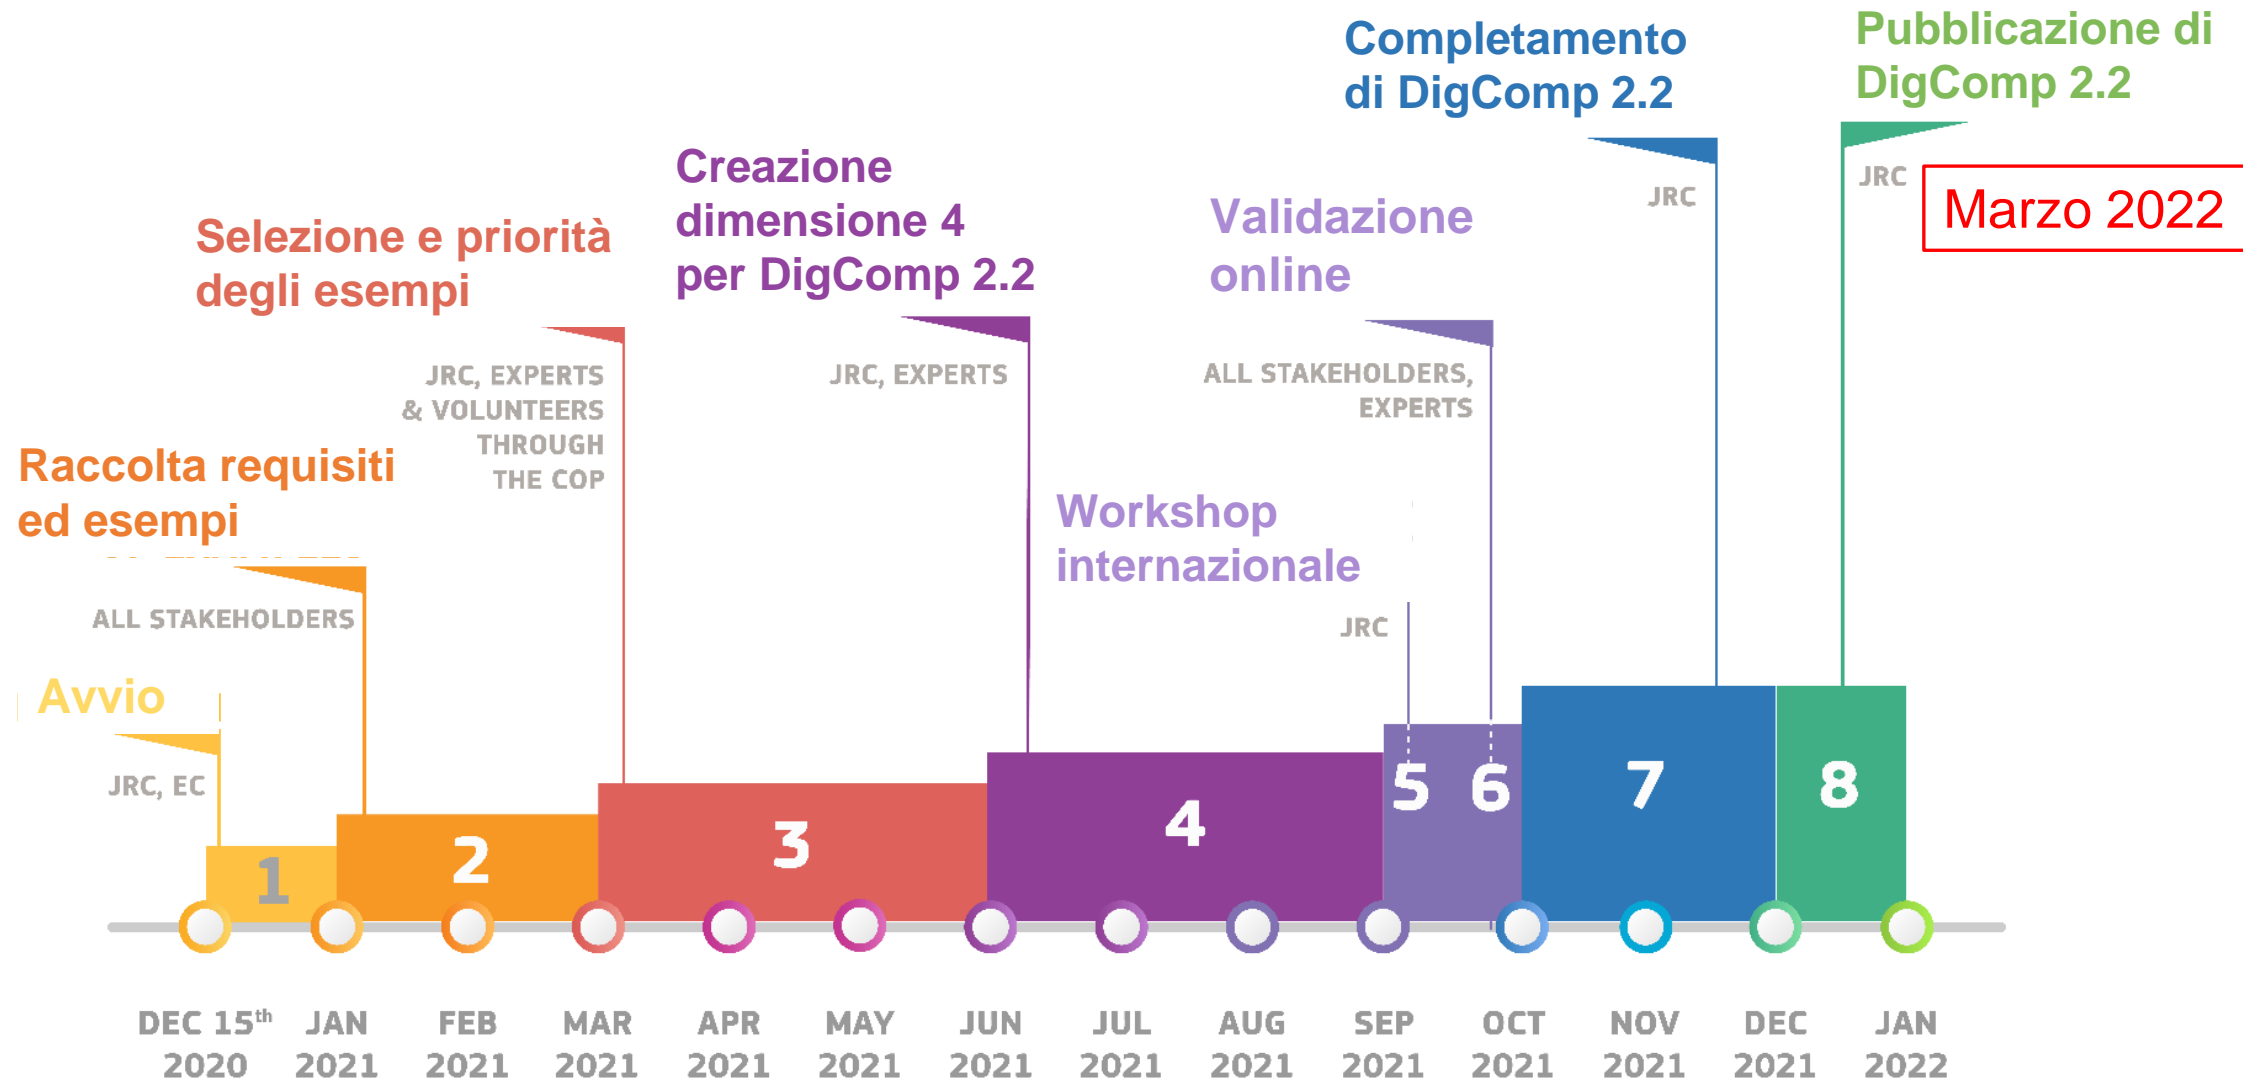 Completamento
di DigComp 2.2
JRC
Pubblicazione di
DigComp 2.2
JRC
Marzo 2022
Creazione
dimensione 4
per DigComp 2.2
JRC, EXPERTS
Validazione
online
ALL STAKEHOLDERS,
EXPERTS
Selezione e priorità
degli esempi
JRC, EXPERTS
& VOLUNTEERS
THROUGH
THE COP
Raccolta requisiti
ed esempi
ALL STAKEHOLDERS
Workshop
internazionale
JRC
Avvio
JRC, EC
1
2
3
4
5
6
7
8
DEC 15th
2020
JAN
2021
FEB
2021
MAR
2021
APR
2021
MAY
2021
JUN
2021
JUL
2021
AUG
2021
SEP
2021
OCT
2021
NOV
2021
DEC
2021
JAN
2022